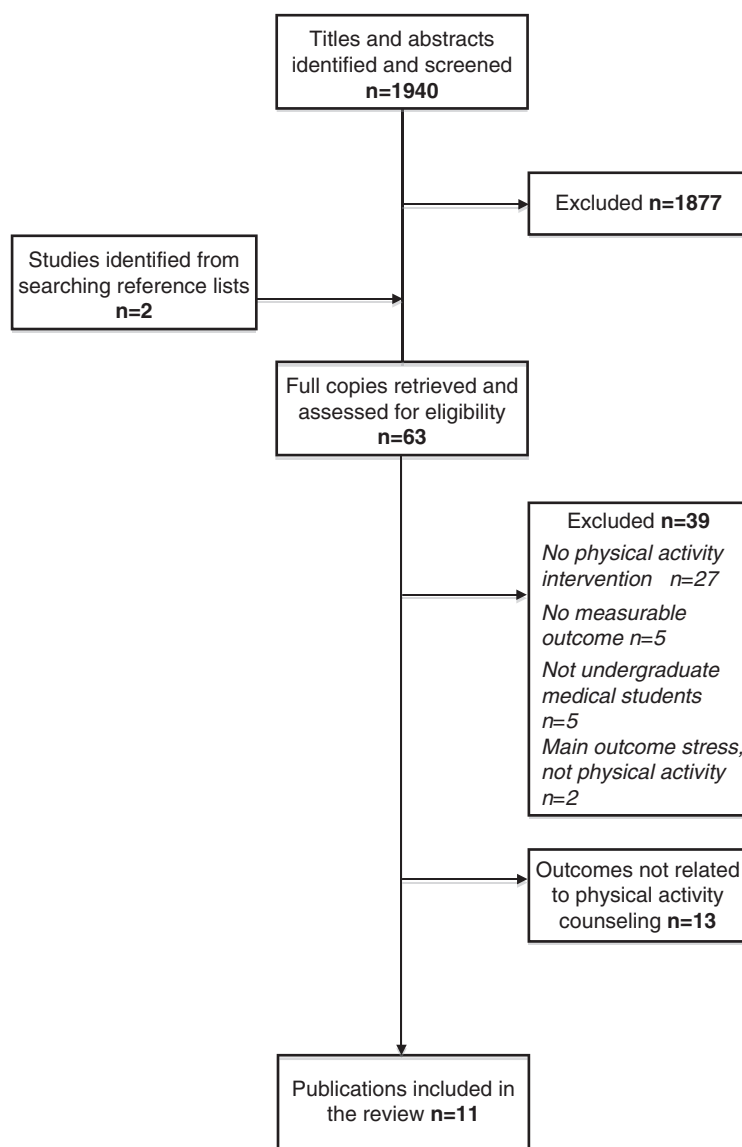 Titles and abstracts
identified and screened
n=1940
Excluded n=1877
Studies identified from
searching reference lists
n=2
Full copies retrieved and
assessed for eligibility
n=63
Excluded n=39
No physical activity
intervention n=27
No measurable
outcome n=5
Not undergraduate
medical students
n=5
Main outcome stress,
not physical activity
n=2
Outcomes not related
to physical activity
counseling n=13
Publications included in
the review n=11